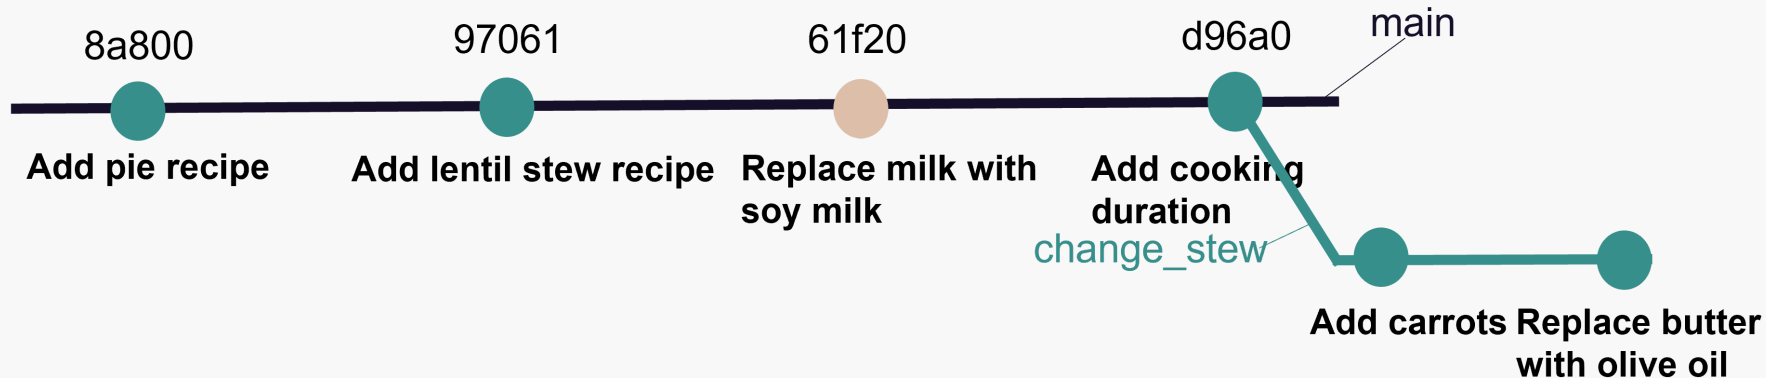 8a800
97061
61f20
d96a0
main
Add pie recipe
Add lentil stew recipe
Replace milk with
soy milk
Add cooking
duration
change_stew
Add carrots
Replace butter
with olive oil